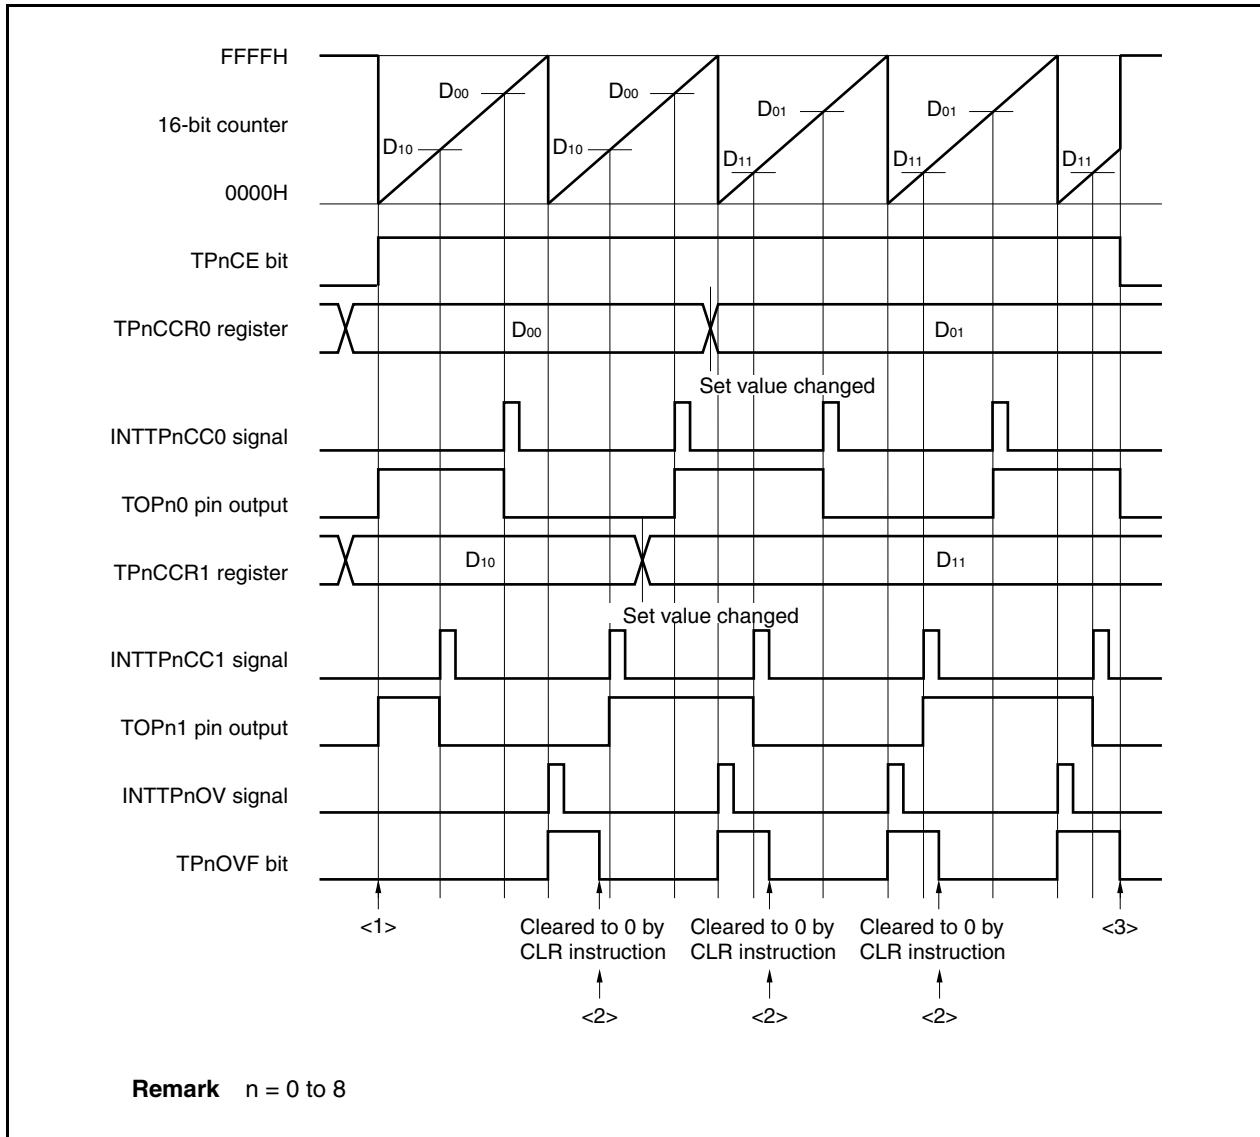 FFFFH
D00 D00
D01 D01
16-bit counter
D10 D10
D11 D11 D11
0000H
TPnCE bit
TPnCCR0 register D00 D01
Set value changed
INTTPnCC0 signal
TOPn0 pin output
TPnCCR1 register D10 D11
Set value changed
INTTPnCC1 signal
TOPn1 pin output
INTTPnOV signal
TPnOVF bit
<1> Cleared to 0 by Cleared to 0 by Cleared to 0 by <3>
CLR instruction CLR instruction CLR instruction
<2> <2> <2>
Remark n = 0 to 8